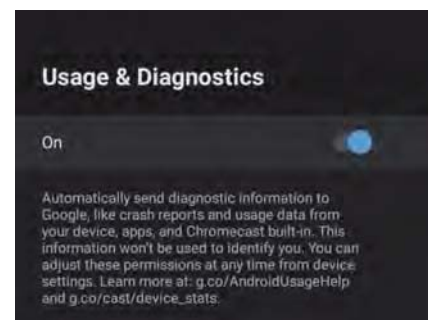 Usage & Diagnostics
On
Automatically send diagnostic information to
Google, like crash reports and usage data from
your device, apps, and Chromecast built-in. This
information won't be used to identify you. You can
adjust these permissions at any time from device
settings. Learn more at: g.co/AndroidUsageHelp
and g.co/cast/device_stats.